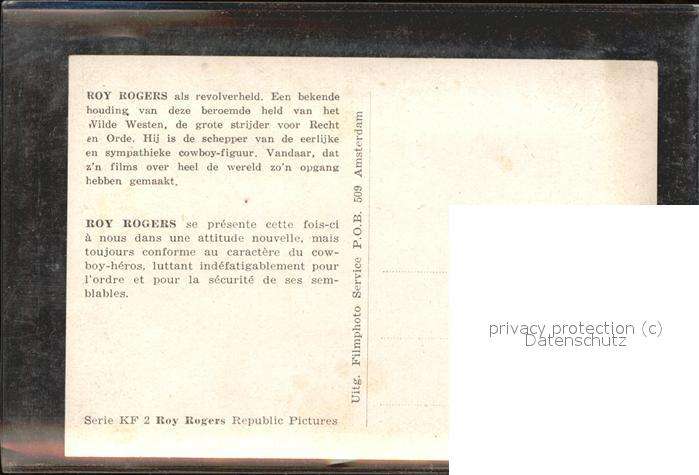 ROY ROGERS als revolverheld. Een bekende
houding van deze beroemde held van het
Wilde Westen, de grote strijder voor Recht
en Orde. Hij is de schepper van de eerlijke
en sympathieke cowboy-figuur. Vandaar, dat
z'n films over heel de wereld zo'n opgang
hebben gemaakt.
ROY ROGERS se présente cette fois-ci
à nous dans une attitude nouvelle, mais
toujours conforme au caractère du cow-
boy-héros, luttant indéfatigablement pour
l'ordre et pour la sécurité de ses sem-
blables.
Serie KF 2 Roy Rogers Republic Pictures
Uitg. Filmphoto Service P.O.B. 509 Amsterdam
privacy protection (c)
Datenschutz